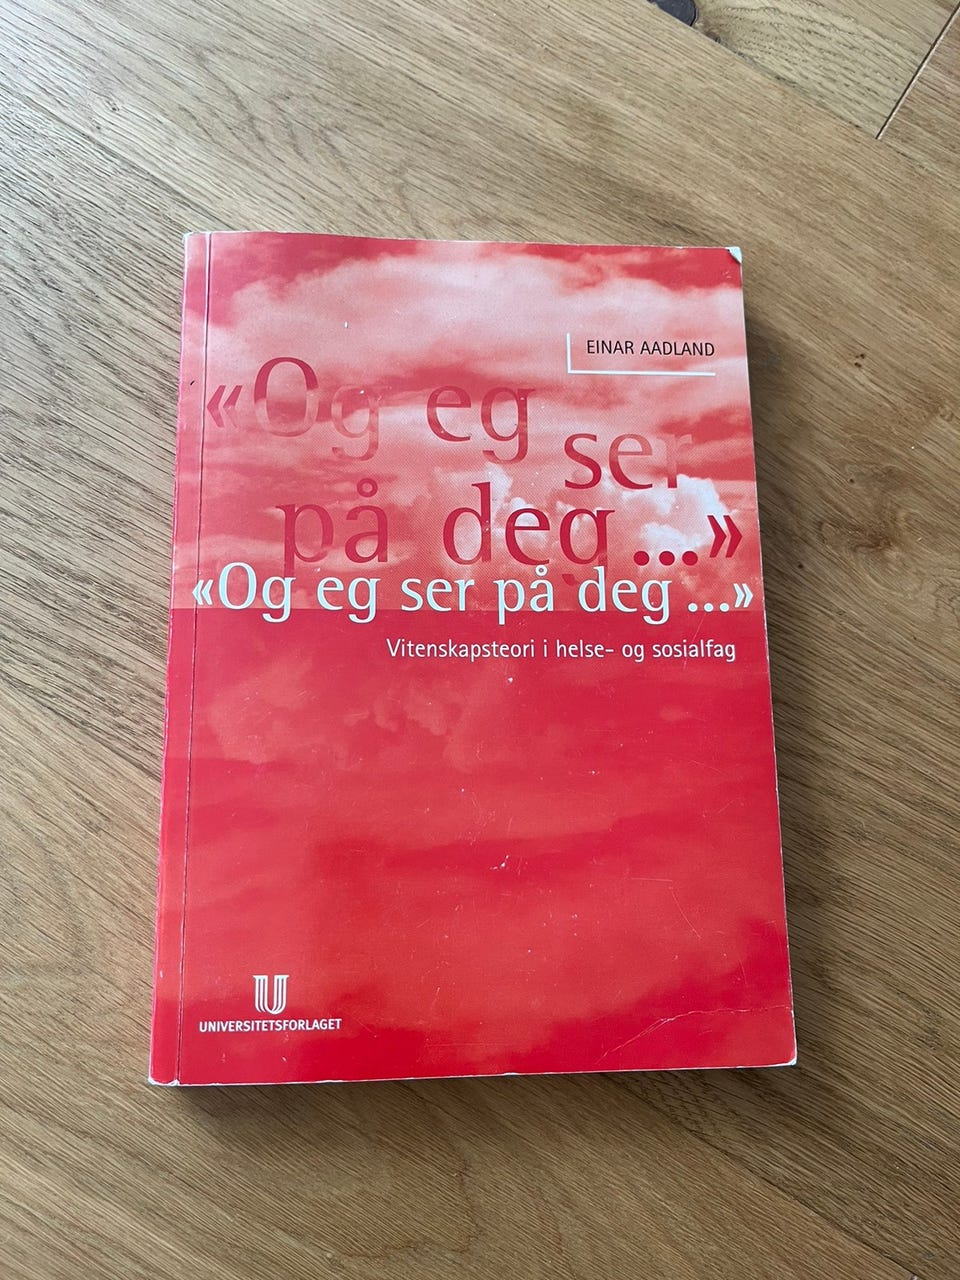 EINAR AADLAND
«Og eg
ser
på deg...»
«Og eg ser på deg...»
Vitenskapsteori i helse- og sosialfag
UNIVERSITETSFORLAGET